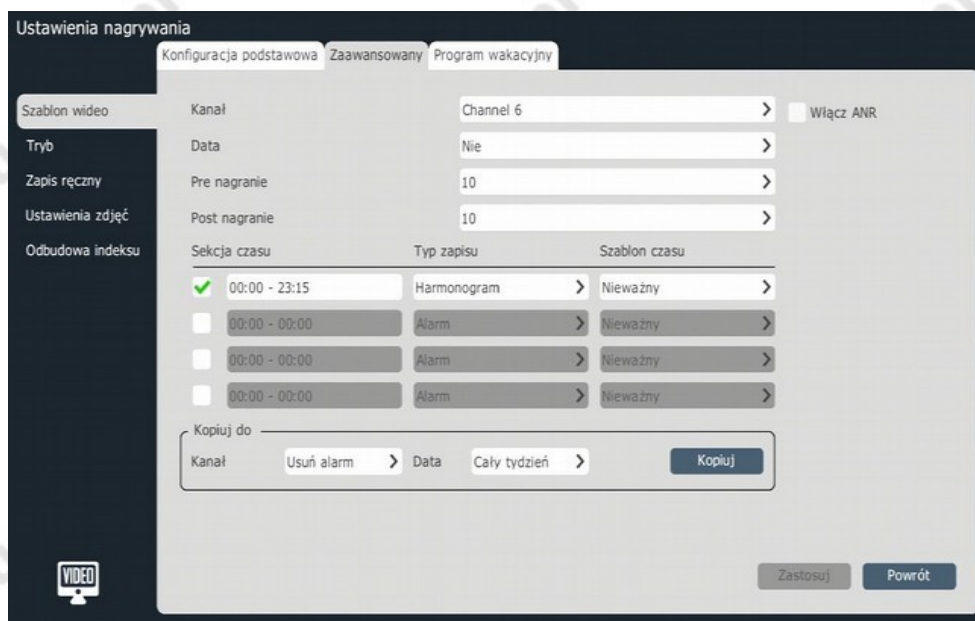 Ustawienia nagrywania
Konfiguracja podstawowa Zaawansowany Program wakacyjny
Szablon wideo Kanał Channel 6 Włącz ANR
Tryb Data Nie
Zapis ręczny Pre nagranie 10
Ustawienia zdjęć Post nagranie 10
Odbudowa indeksu Sekcja czasu Typ zapisu Szablon czasu
00:00 - 23:15 Harmonogram Nieważny
00:00 - 00:00 Alarm Nieważny
00:00 - 00:00 Alarm Nieważny
00:00 - 00:00 Alarm Nieważny
Kopiuj do
Kanał Usuń alarm Data Cały tydzień Kopiuj
VIDEO Zastosuj Powrót